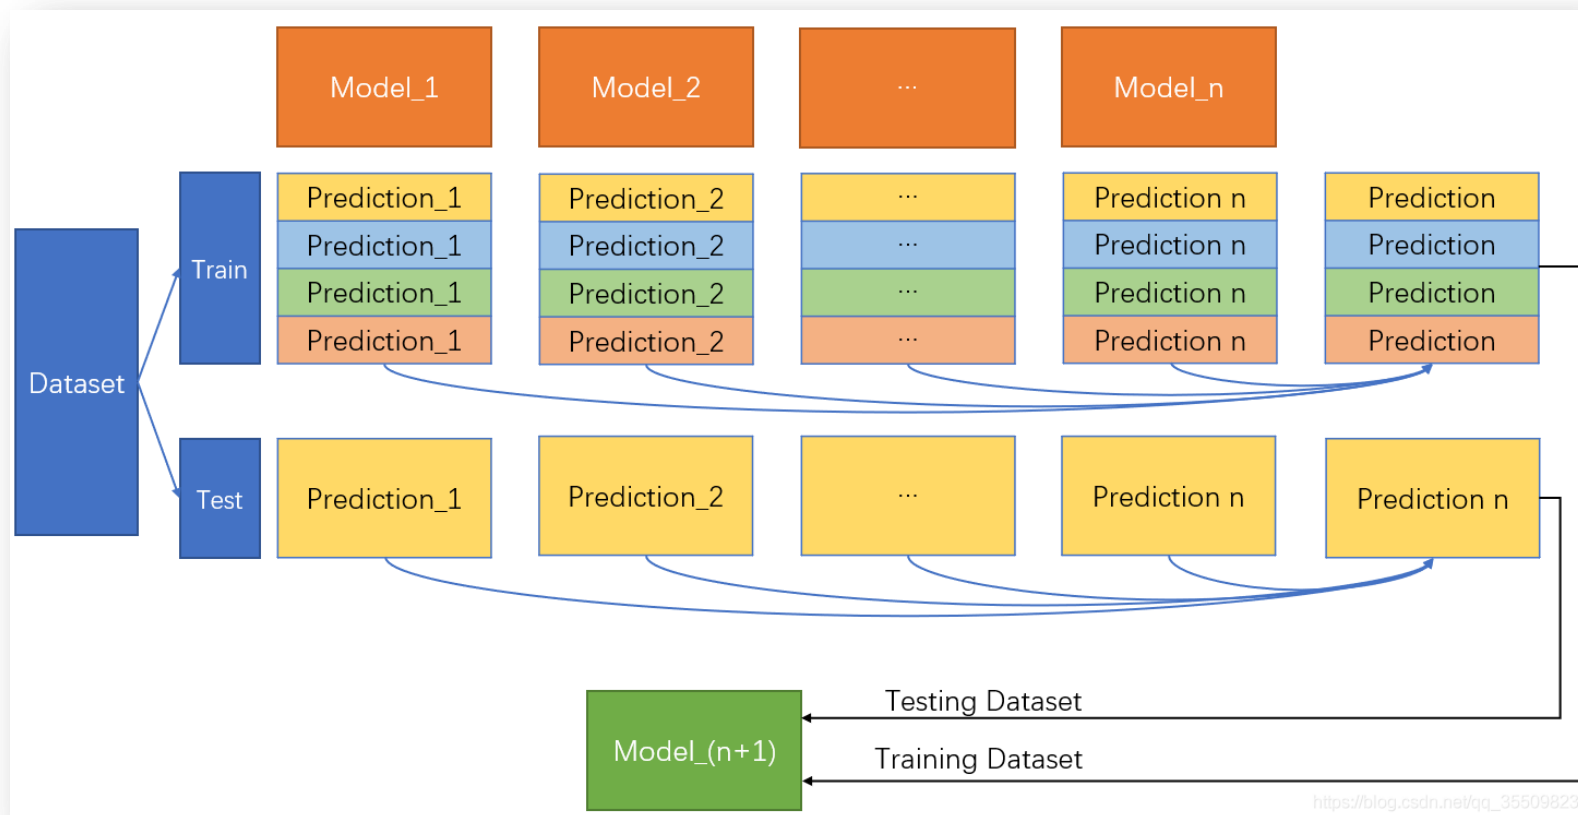 Model_1
Model_2
...
Model_n
Dataset
Train
Prediction_1
Prediction_2
...
Prediction n
Prediction
Prediction_1
Prediction_2
...
Prediction n
Prediction
Prediction_1
Prediction_2
...
Prediction n
Prediction
Prediction_1
Prediction_2
...
Prediction n
Prediction
Test
Prediction_1
Prediction_2
...
Prediction n
Prediction n
Testing Dataset
Model_(n+1)
Training Dataset
https://blog.csdn.net/qq_35509823